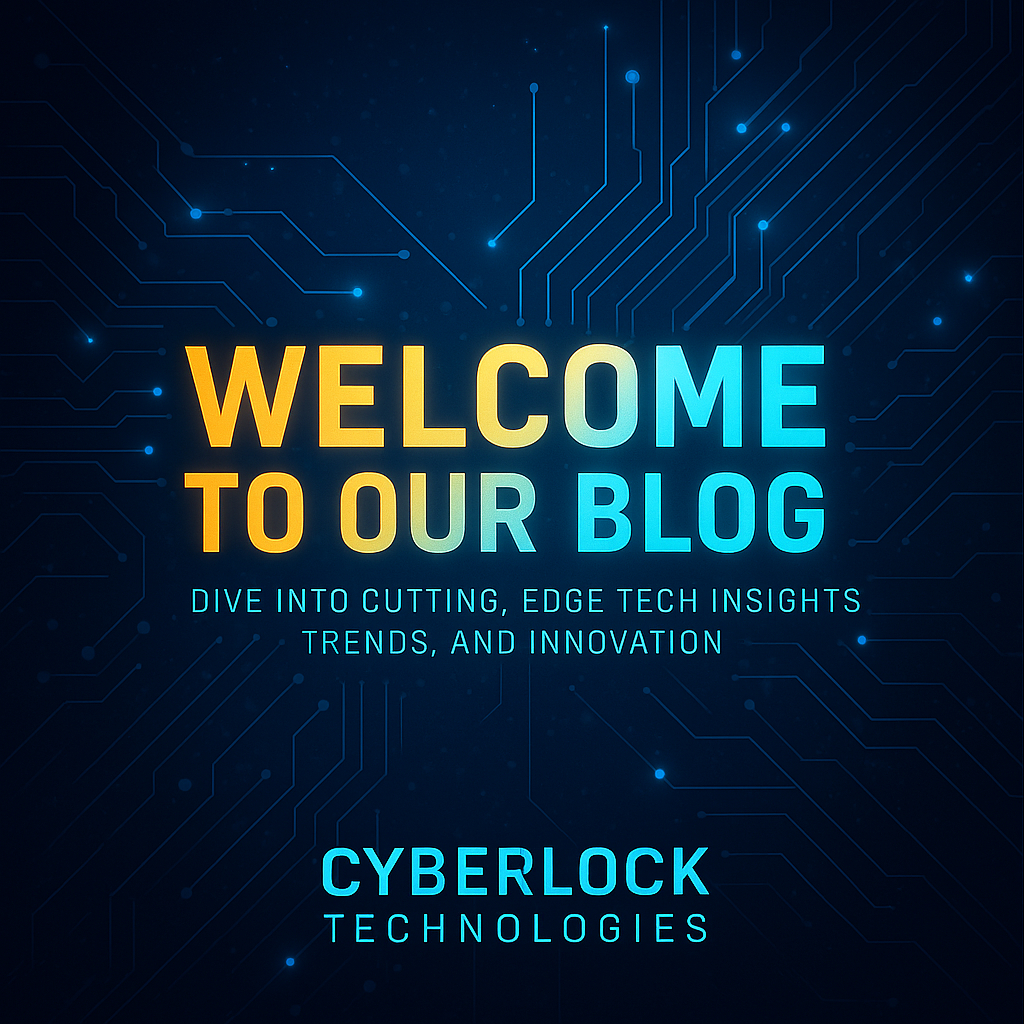 WELCOME
TO OUR BLOG
DIVE INTO CUTTING, EDGE TECH INSIGHTS
TRENDS, AND INNOVATION
CYBERLOCK
TECHNOLOGIES